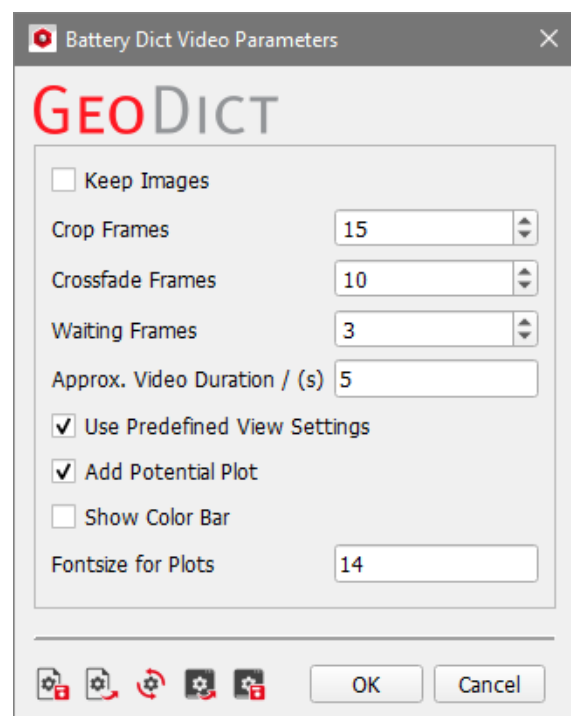 Battery Dict Video Parameters
GEODICT
Keep Images
Crop Frames 15
Crossfade Frames 10
Waiting Frames 3
Approx. Video Duration / (s) 5
Use Predefined View Settings
Add Potential Plot
Show Color Bar
Fontsize for Plots 14
OK Cancel